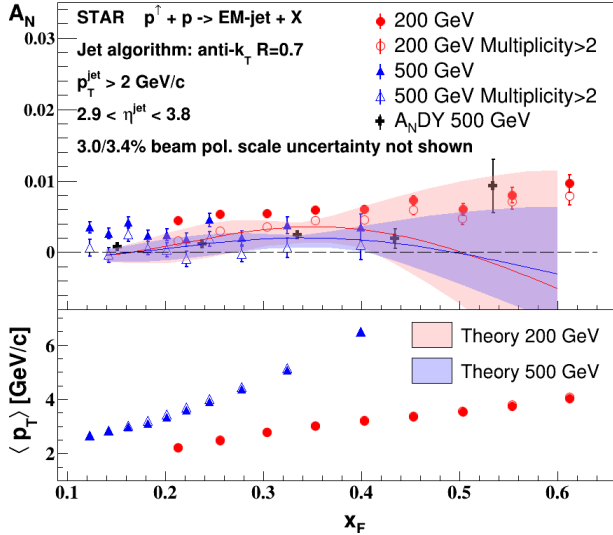 A_N
STAR p↑ + p -> EM-jet + X
Jet algorithm: anti-k_T R=0.7
p_T^jet > 2 GeV/c
2.9 < η^jet < 3.8
3.0/3.4% beam pol. scale uncertainty not shown
200 GeV
200 GeV Multiplicity>2
500 GeV
500 GeV Multiplicity>2
A_NDY 500 GeV
0.03
0.02
0.01
0
⟨ p_T ⟩ [GeV/c]
6
4
2
Theory 200 GeV
Theory 500 GeV
0.1 0.2 0.3 0.4 0.5 0.6
x_F